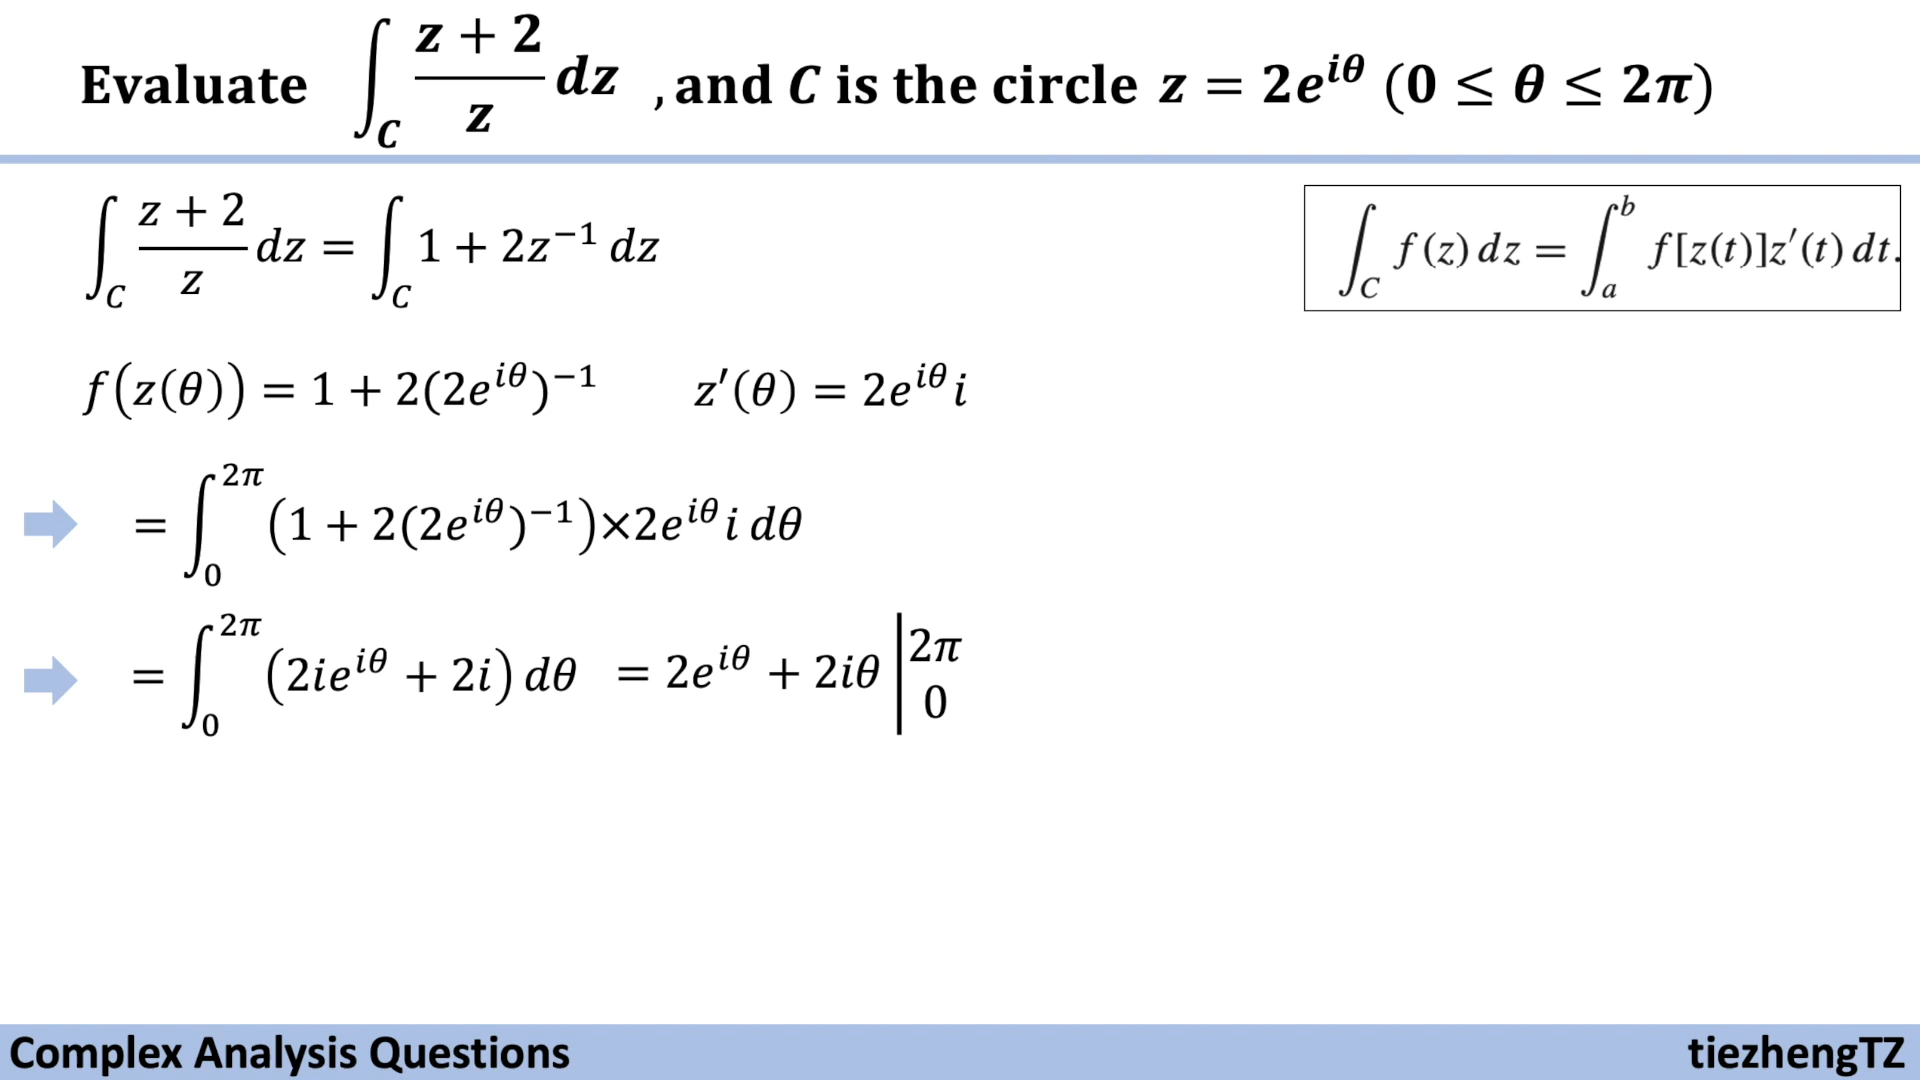 Evaluate ∫_C (z + 2)/z dz , and C is the circle z = 2e^{iθ} (0 ≤ θ ≤ 2π)
∫_C (z + 2)/z dz = ∫_C 1 + 2z^{−1} dz
∫_C f(z) dz = ∫_a^b f[z(t)]z′(t) dt.
f(z(θ)) = 1 + 2(2e^{iθ})^{−1} z′(θ) = 2e^{iθ} i
= ∫_0^{2π} (1 + 2(2e^{iθ})^{−1})×2e^{iθ} i dθ
= ∫_0^{2π} (2ie^{iθ} + 2i) dθ = 2e^{iθ} + 2iθ |_0^{2π}
Complex Analysis Questions
tiezhengTZ